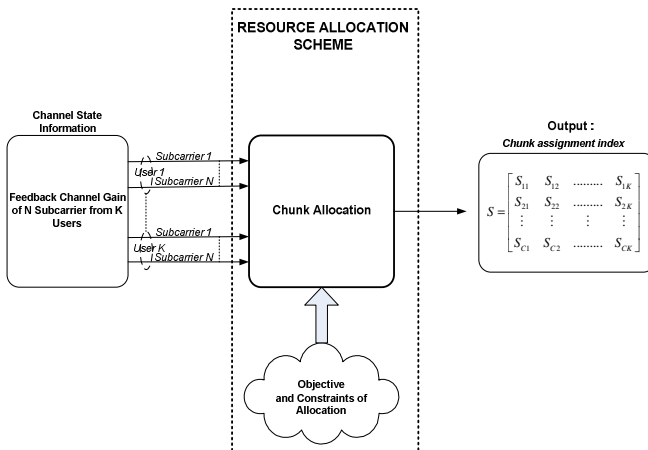 RESOURCE ALLOCATION
SCHEME
Channel State
Information
Feedback Channel Gain
of N Subcarrier from K
Users
Subcarrier 1
User 1
Subcarrier N
Subcarrier 1
User K
Subcarrier N
Chunk Allocation
Objective
and Constraints of
Allocation
Output :
Chunk assignment index
S = [ S11 S12 ......... S1K
S21 S22 ........ S2K
⋮ ⋮ ⋮ ⋮
SC1 SC2 ......... SCK ]